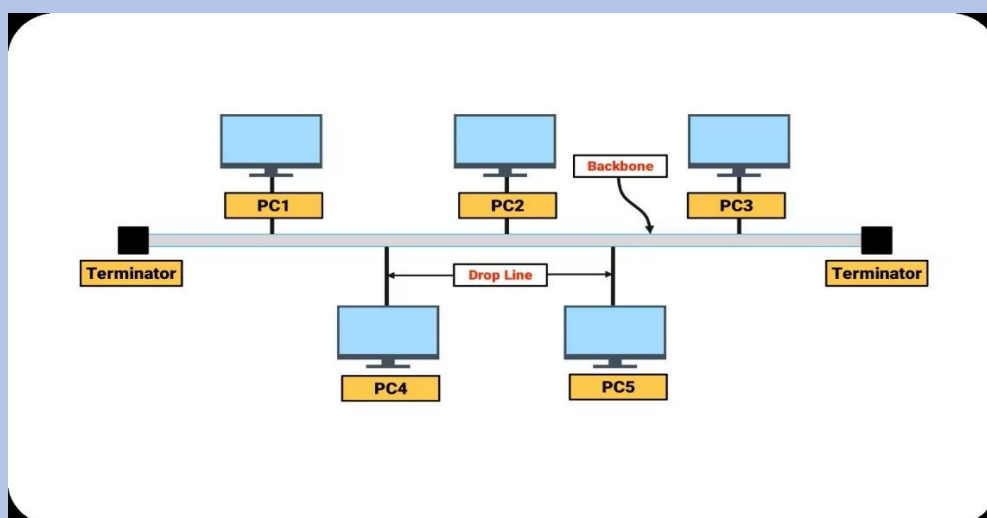 Backbone
PC1
PC2
PC3
Terminator
Drop Line
Terminator
PC4
PC5